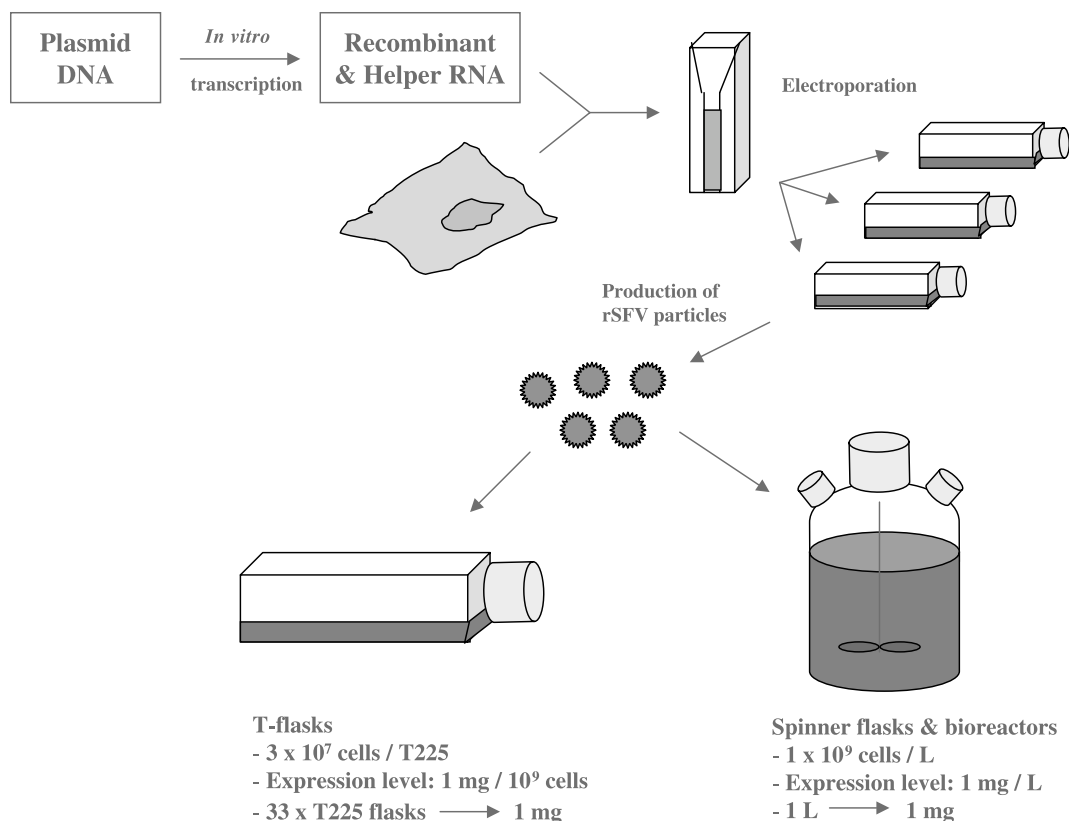 Plasmid
DNA
In vitro
transcription
Recombinant
& Helper RNA
Electroporation
Production of
rSFV particles
T-flasks
- 3 x 10⁷ cells / T225
- Expression level: 1 mg / 10⁹ cells
- 33 x T225 flasks ⟶ 1 mg
Spinner flasks & bioreactors
- 1 x 10⁹ cells / L
- Expression level: 1 mg / L
- 1 L ⟶ 1 mg